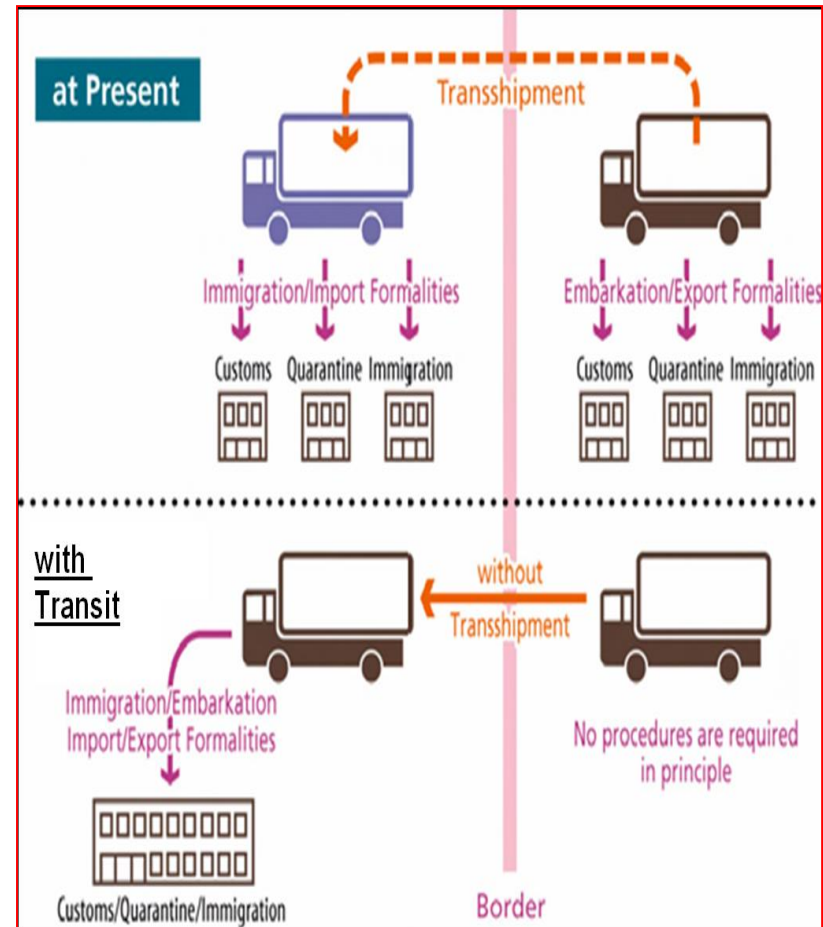 at Present
Transshipment
Immigration/Import Formalities
Embarkation/Export Formalities
Customs Quarantine Immigration
Customs Quarantine Immigration
with
Transit
without
Transshipment
Immigration/Embarkation
Import/Export Formalities
No procedures are required
in principle
Customs/Quarantine/Immigration
Border